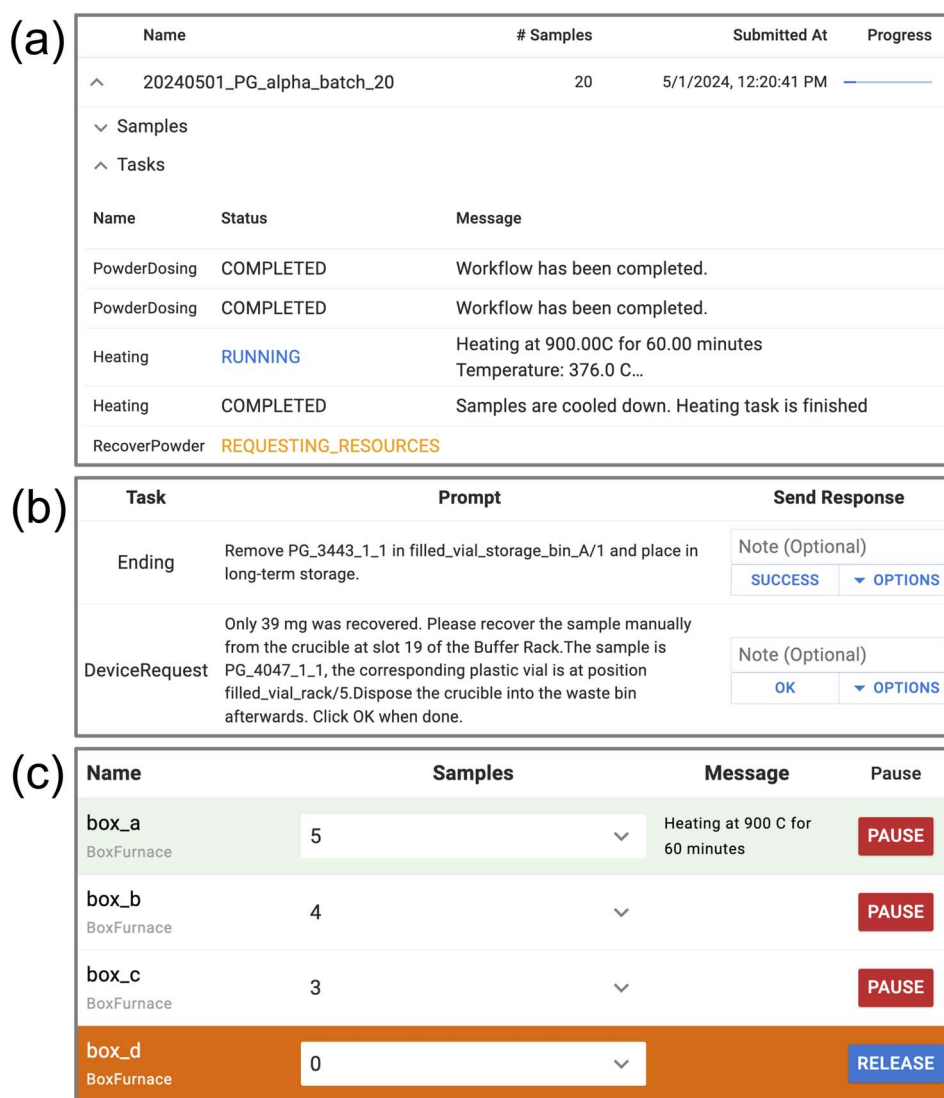 (a)
Name # Samples Submitted At Progress
20240501_PG_alpha_batch_20 20 5/1/2024, 12:20:41 PM
Samples
Tasks
Name Status Message
PowderDosing COMPLETED Workflow has been completed.
PowderDosing COMPLETED Workflow has been completed.
Heating RUNNING Heating at 900.00C for 60.00 minutes
Temperature: 376.0 C...
Heating COMPLETED Samples are cooled down. Heating task is finished
RecoverPowder REQUESTING_RESOURCES
(b)
Task Prompt Send Response
Ending Remove PG_3443_1_1 in filled_vial_storage_bin_A/1 and place in
long-term storage.
Note (Optional)
SUCCESS OPTIONS
DeviceRequest Only 39 mg was recovered. Please recover the sample manually
from the crucible at slot 19 of the Buffer Rack.The sample is
PG_4047_1_1, the corresponding plastic vial is at position
filled_vial_rack/5.Dispose the crucible into the waste bin
afterwards. Click OK when done.
Note (Optional)
OK OPTIONS
(c)
Name Samples Message Pause
box_a
BoxFurnace
5
Heating at 900 C for
60 minutes
PAUSE
box_b
BoxFurnace
4
PAUSE
box_c
BoxFurnace
3
PAUSE
box_d
BoxFurnace
0
RELEASE